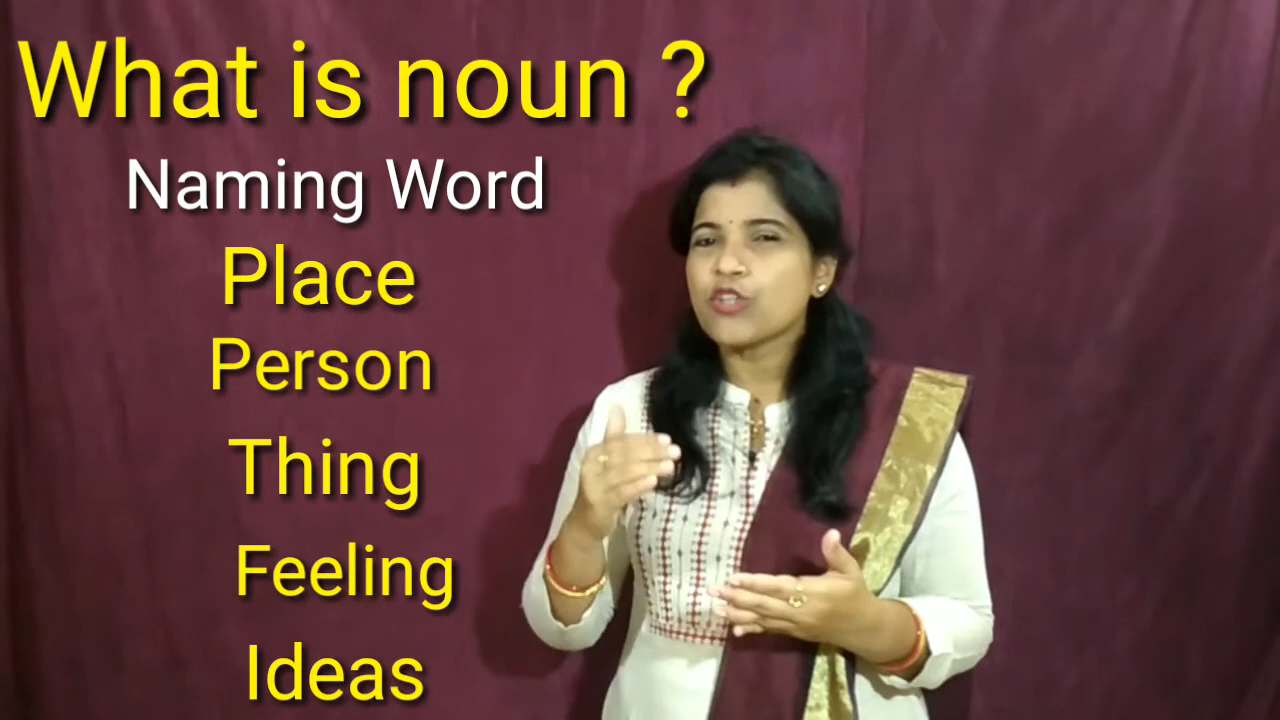 What is noun ?
Naming Word
Place
Person
Thing
Feeling
Ideas